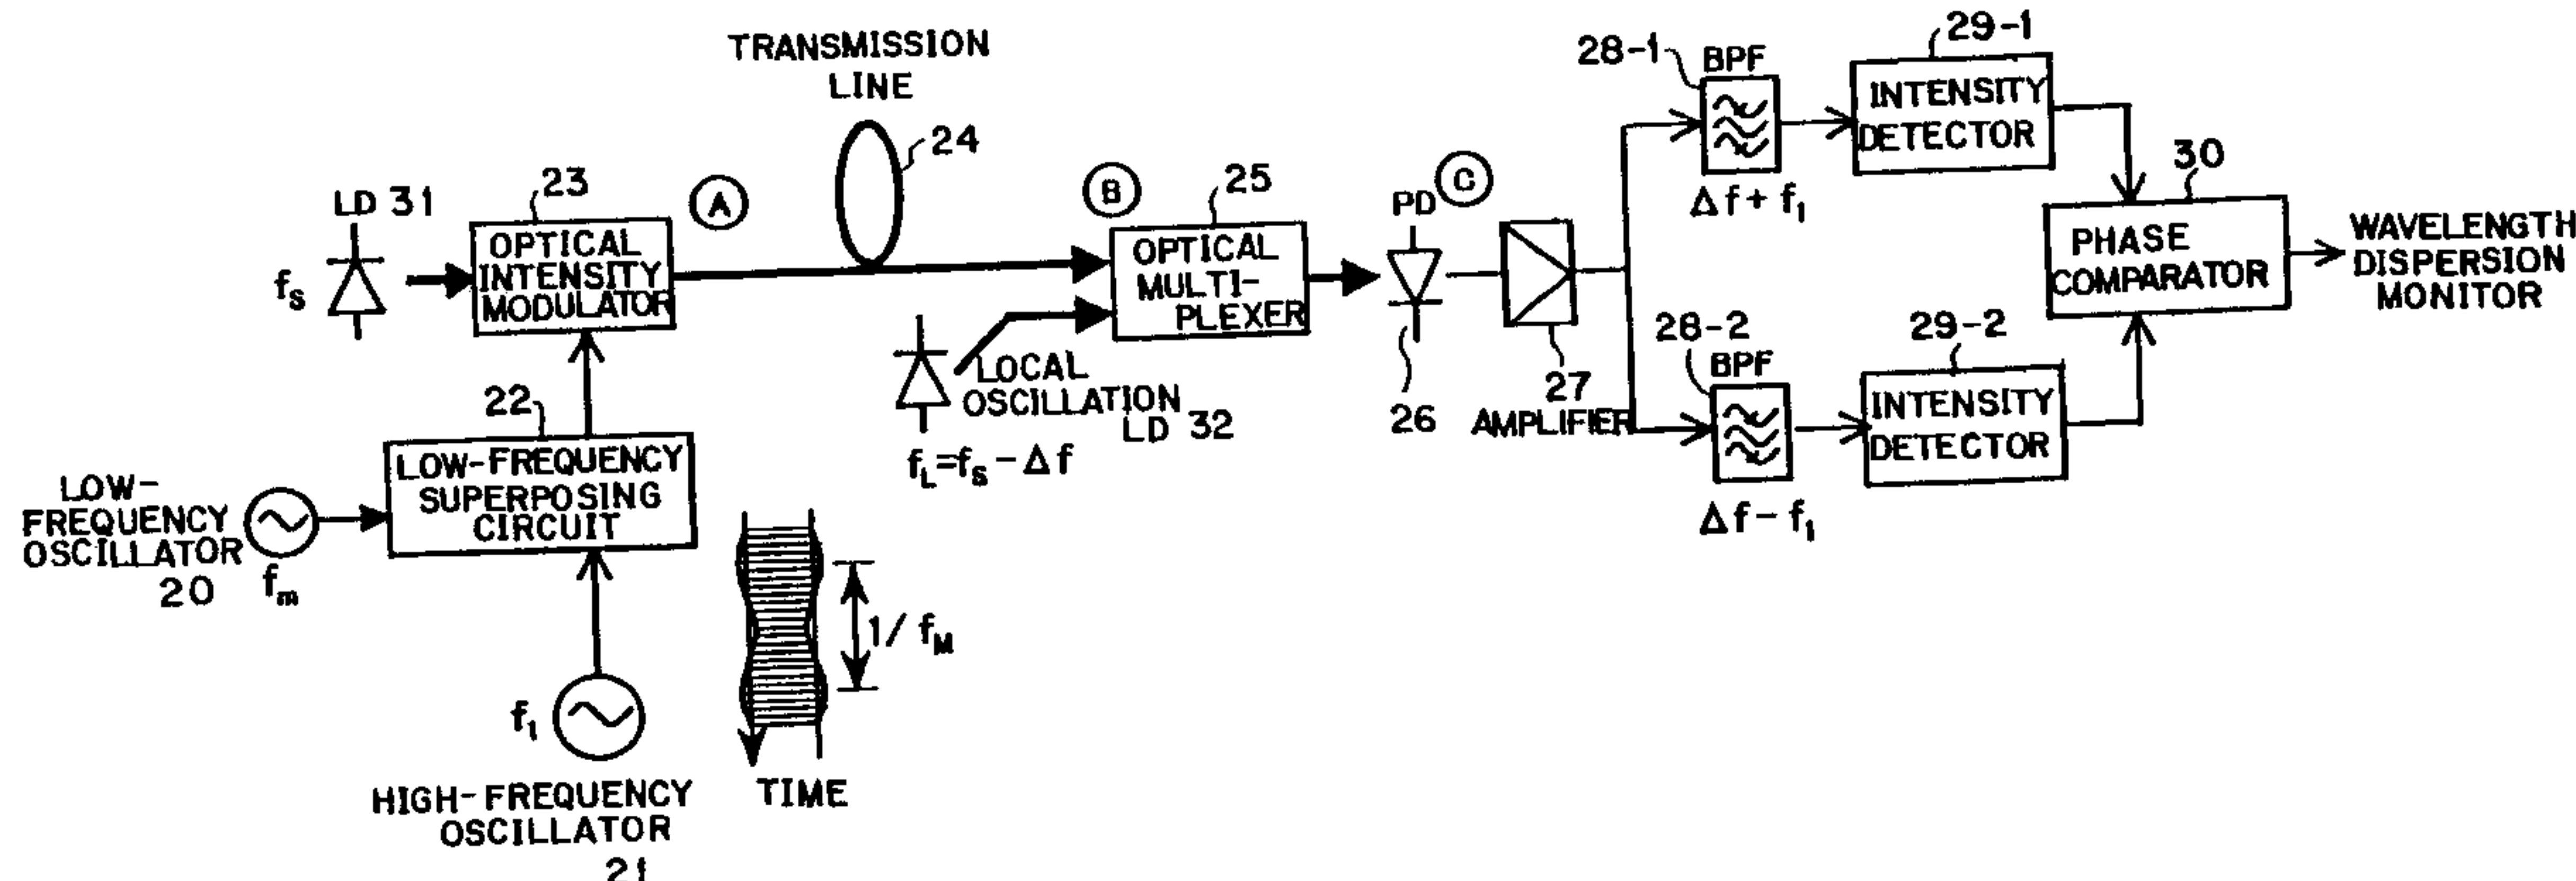 TRANSMISSION
LINE
24
LD 31
f_s
23
OPTICAL
INTENSITY
MODULATOR
A
B
25
OPTICAL
MULTI-
PLEXER
LOCAL
OSCILLATION
LD 32
f_L=f_s-Δf
PD
C
26
27
AMPLIFIER
28-1
BPF
Δf+f_1
29-1
INTENSITY
DETECTOR
28-2
BPF
Δf-f_1
29-2
INTENSITY
DETECTOR
30
PHASE
COMPARATOR
WAVELENGTH
DISPERSION
MONITOR
22
LOW-FREQUENCY
SUPERPOSING
CIRCUIT
LOW-
FREQUENCY
OSCILLATOR
20
f_m
f_1
HIGH-FREQUENCY
OSCILLATOR
21
1/f_M
TIME